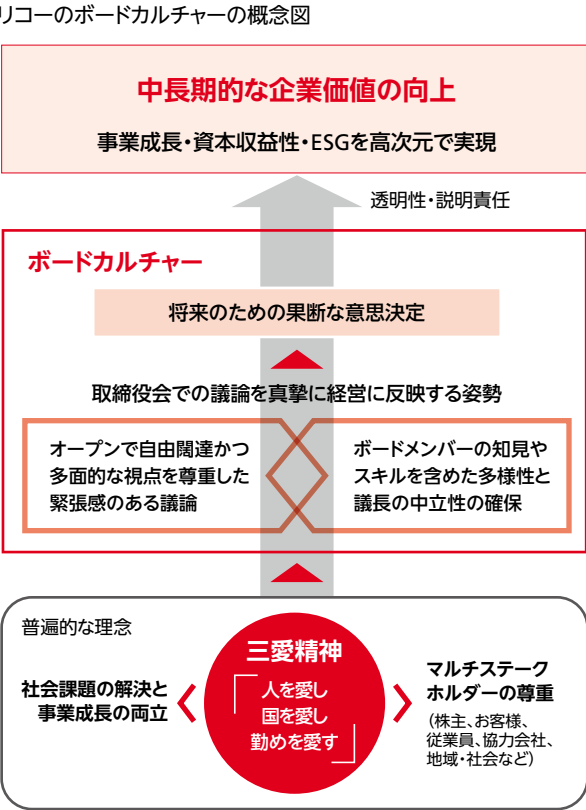 リコーのボードカルチャーの概念図
中長期的な企業価値の向上
事業成長・資本収益性・ESGを高次元で実現
透明性・説明責任
ボードカルチャー
将来のための果断な意思決定
取締役会での議論を真摯に経営に反映する姿勢
オープンで自由闊達かつ
多面的な視点を尊重した
緊張感のある議論
ボードメンバーの知見や
スキルを含めた多様性と
議長の中立性の確保
普遍的な理念
社会課題の解決と
事業成長の両立
三愛精神
「人を愛し
国を愛し
勤めを愛す」
マルチステーク
ホルダーの尊重
(株主、お客様、
従業員、協力会社、
地域・社会など)